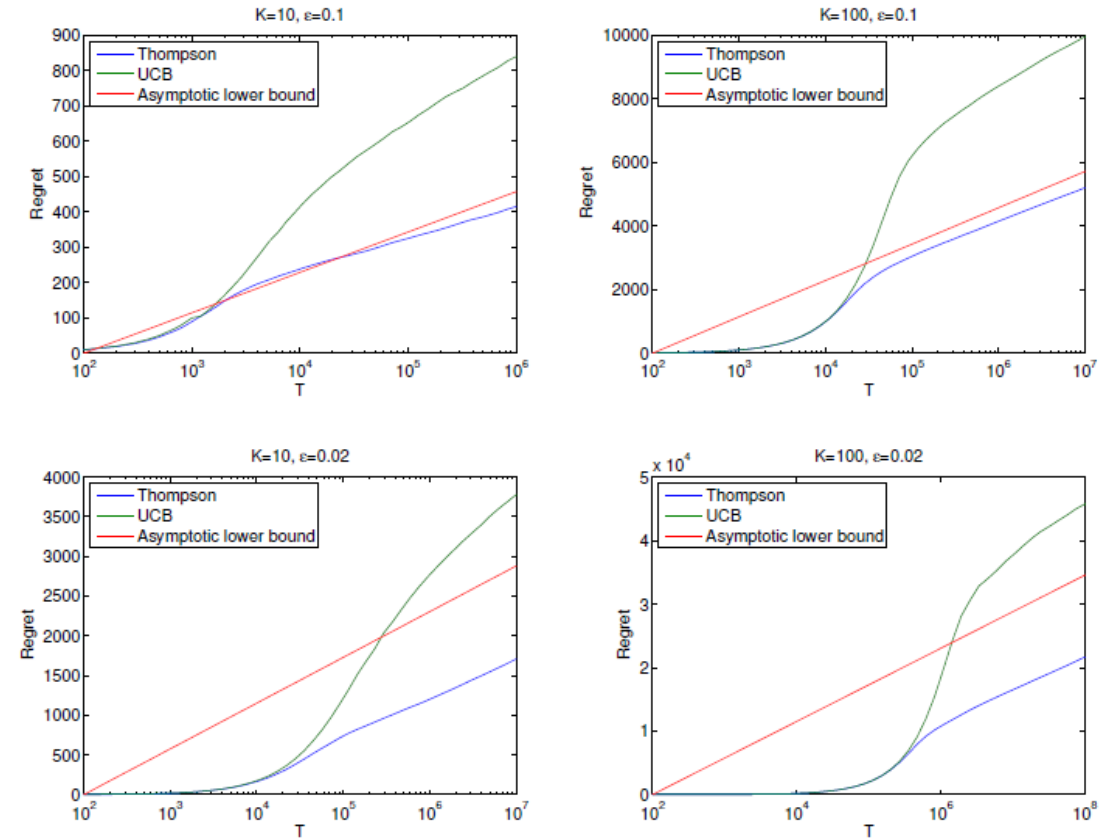 K=10, ε=0.1
900
800
700
600
500
400
300
200
100
0
Regret
Thompson
UCB
Asymptotic lower bound
10^2
10^3
10^4
10^5
10^6
T
K=100, ε=0.1
10000
8000
6000
4000
2000
0
Regret
Thompson
UCB
Asymptotic lower bound
10^2
10^3
10^4
10^5
10^6
10^7
T
K=10, ε=0.02
4000
3500
3000
2500
2000
1500
1000
500
0
Regret
Thompson
UCB
Asymptotic lower bound
10^2
10^3
10^4
10^5
10^6
10^7
T
K=100, ε=0.02
x 10^4
5
4
3
2
1
0
Regret
Thompson
UCB
Asymptotic lower bound
10^2
10^4
10^6
10^8
T